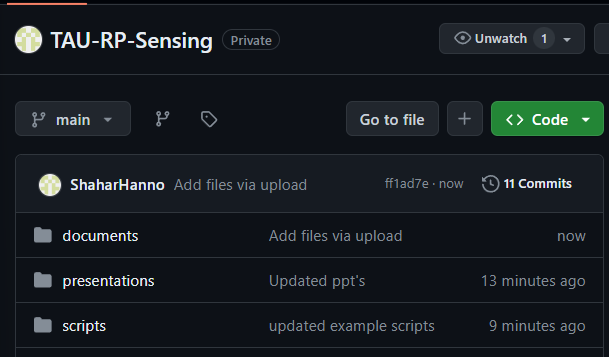 TAU-RP-Sensing Private Unwatch 1
main Go to file + Code
ShaharHanno Add files via upload ff1ad7e · now 11 Commits
documents Add files via upload now
presentations Updated ppt's 13 minutes ago
scripts updated example scripts 9 minutes ago